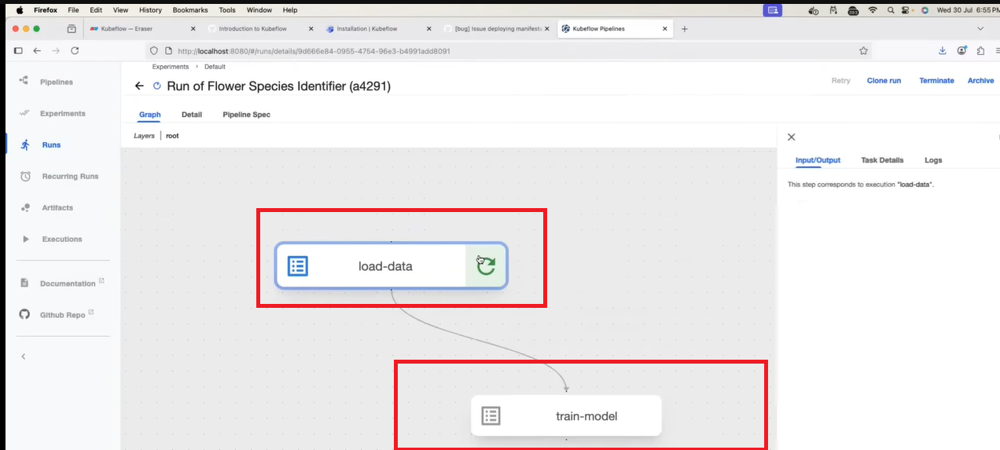 Firefox File Edit View History Bookmarks Tools Window Help Wed 30 Jul 6:55PM
Kubeflow — Eraser Introduction to Kubeflow Installation | Kubeflow [bug] Issue deploying manifests Kubeflow Pipelines
http://localhost:8080/#/runs/details/9d666e84-0955-4754-96e3-b4991add8091
Experiments > Default
Run of Flower Species Identifier (a4291)
Retry Clone run Terminate Archive
Graph Detail Pipeline Spec
Layers root
Pipelines
Experiments
Runs
Recurring Runs
Artifacts
Executions
Documentation
Github Repo
load-data
train-model
Input/Output Task Details Logs
This step corresponds to execution "load-data".